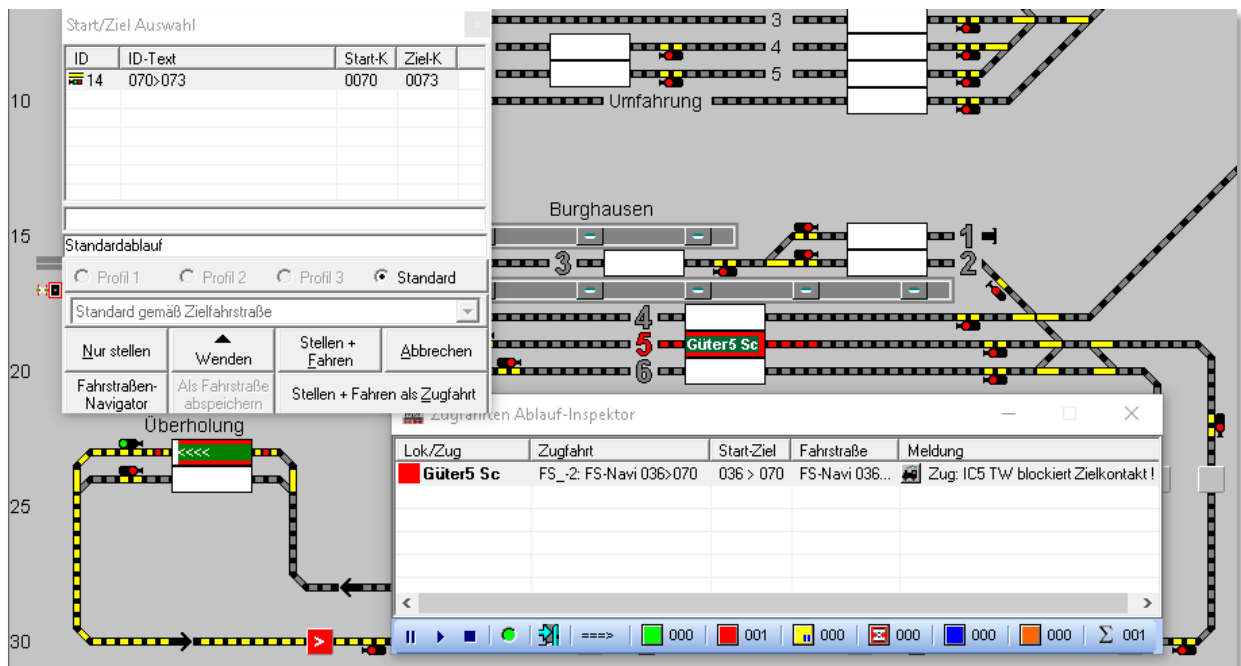 Start/Ziel Auswahl
x
ID ID-Text Start-K Ziel-K
14 070>073 0070 0073
Standardablauf
Profil 1 Profil 2 Profil 3 Standard
Standard gemäß Zielfahrstraße
Nur stellen
Wenden
Stellen +
Fahren
Abbrechen
Fahrstraßen-
Navigator
Als Fahrstraße
abspeichern
Stellen + Fahren als Zugfahrt
3
4
5
Umfahrung
10
Burghausen
15
1
3
2
4
5
Güter5 Sc
6
20
Überholung
<<<<
25
30
>
Zugfahrten Ablauf-Inspektor
Lok/Zug Zugfahrt Start-Ziel Fahrstraße Meldung
Güter5 Sc FS_-2: FS-Navi 036>070 036 > 070 FS-Navi 036... Zug: IC5 TW blockiert Zielkontakt !
< >
===> 000 001 000 000 000 000 Σ 001